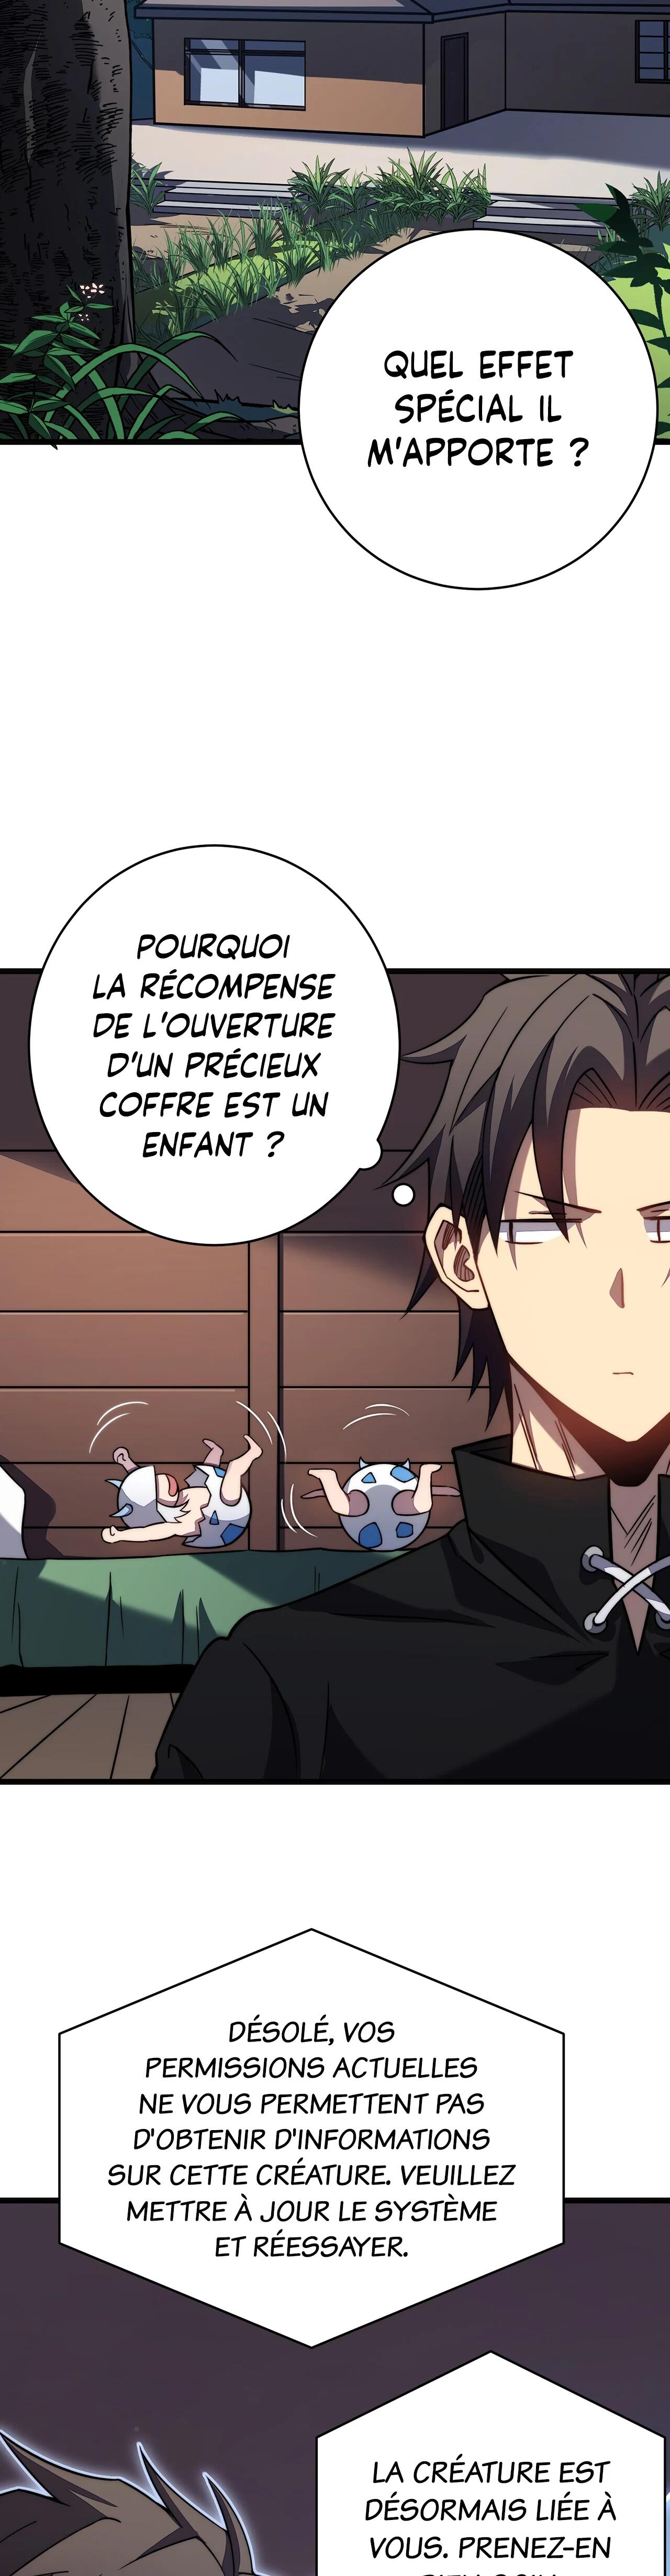 QUEL EFFET
SPÉCIAL IL
M'APPORTE ?
POURQUOI
LA RÉCOMPENSE
DE L'OUVERTURE
D'UN PRÉCIEUX
COFFRE EST UN
ENFANT ?
DÉSOLÉ, VOS
PERMISSIONS ACTUELLES
NE VOUS PERMETTENT PAS
D'OBTENIR D'INFORMATIONS
SUR CETTE CRÉATURE. VEUILLEZ
METTRE À JOUR LE SYSTÈME
ET RÉESSAYER.
LA CRÉATURE EST
DÉSORMAIS LIÉE À
VOUS. PRENEZ-EN